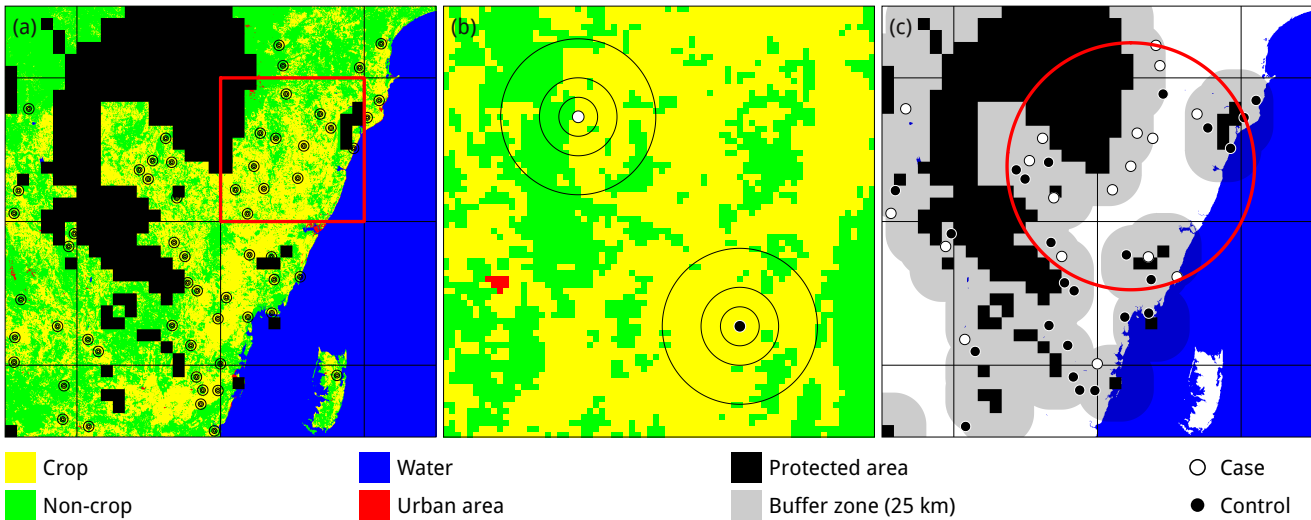 (a)
(b)
(c)
Crop
Water
Protected area
Case
Non-crop
Urban area
Buffer zone (25 km)
Control